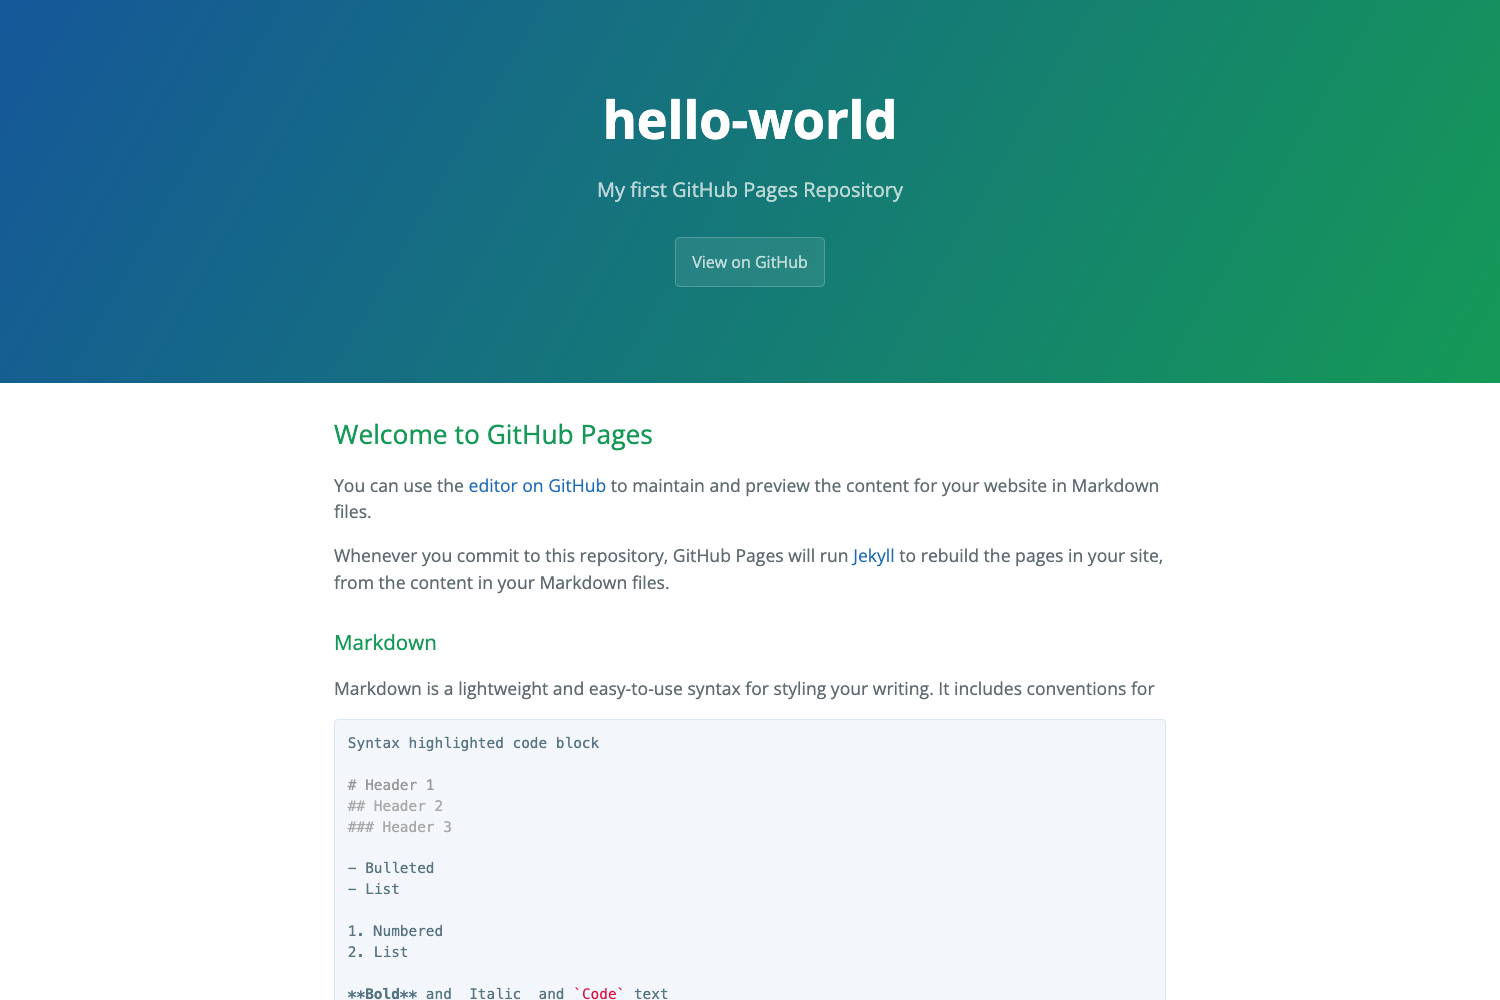 hello-world
My first GitHub Pages Repository
View on GitHub
Welcome to GitHub Pages
You can use the editor on GitHub to maintain and preview the content for your website in Markdown
files.
Whenever you commit to this repository, GitHub Pages will run Jekyll to rebuild the pages in your site,
from the content in your Markdown files.
Markdown
Markdown is a lightweight and easy-to-use syntax for styling your writing. It includes conventions for
Syntax highlighted code block
# Header 1
## Header 2
### Header 3
- Bulleted
- List
1. Numbered
2. List
**Bold** and  Italic  and `Code` text